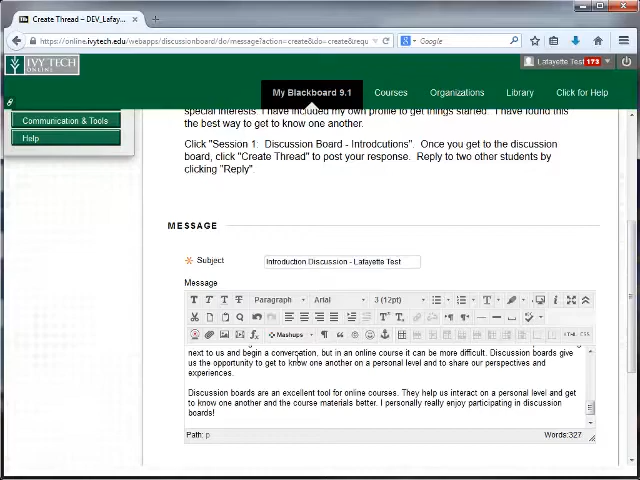 Create Thread – DEV_Lafay...
https://online.ivytech.edu/webapps/discussionboard/do/message?action=create&do=create&requ
Google
IVY TECH
ONLINE
Lafayette Test 173
My Blackboard 9.1
Courses
Organizations
Library
Click for Help
Communication & Tools
Help
special interests. I have included my own profile to get things started. I have found this
the best way to get to know one another.
Click "Session 1: Discussion Board - Introdcutions". Once you get to the discussion
board, click "Create Thread" to post your response. Reply to two other students by
clicking "Reply".
MESSAGE
Subject
Introduction Discussion - Lafayette Test
Message
T T T T Paragraph Arial 3 (12pt)
Mashups
HTML CSS
next to us and begin a conversation, but in an online course it can be more difficult. Discussion boards give
us the opportunity to get to know one another on a personal level and to share our perspectives and
experiences.
Discussion boards are an excellent tool for online courses. They help us interact on a personal level and get
to know one another and the course materials better. I personally really enjoy participating in discussion
boards!
Path: p
Words:327